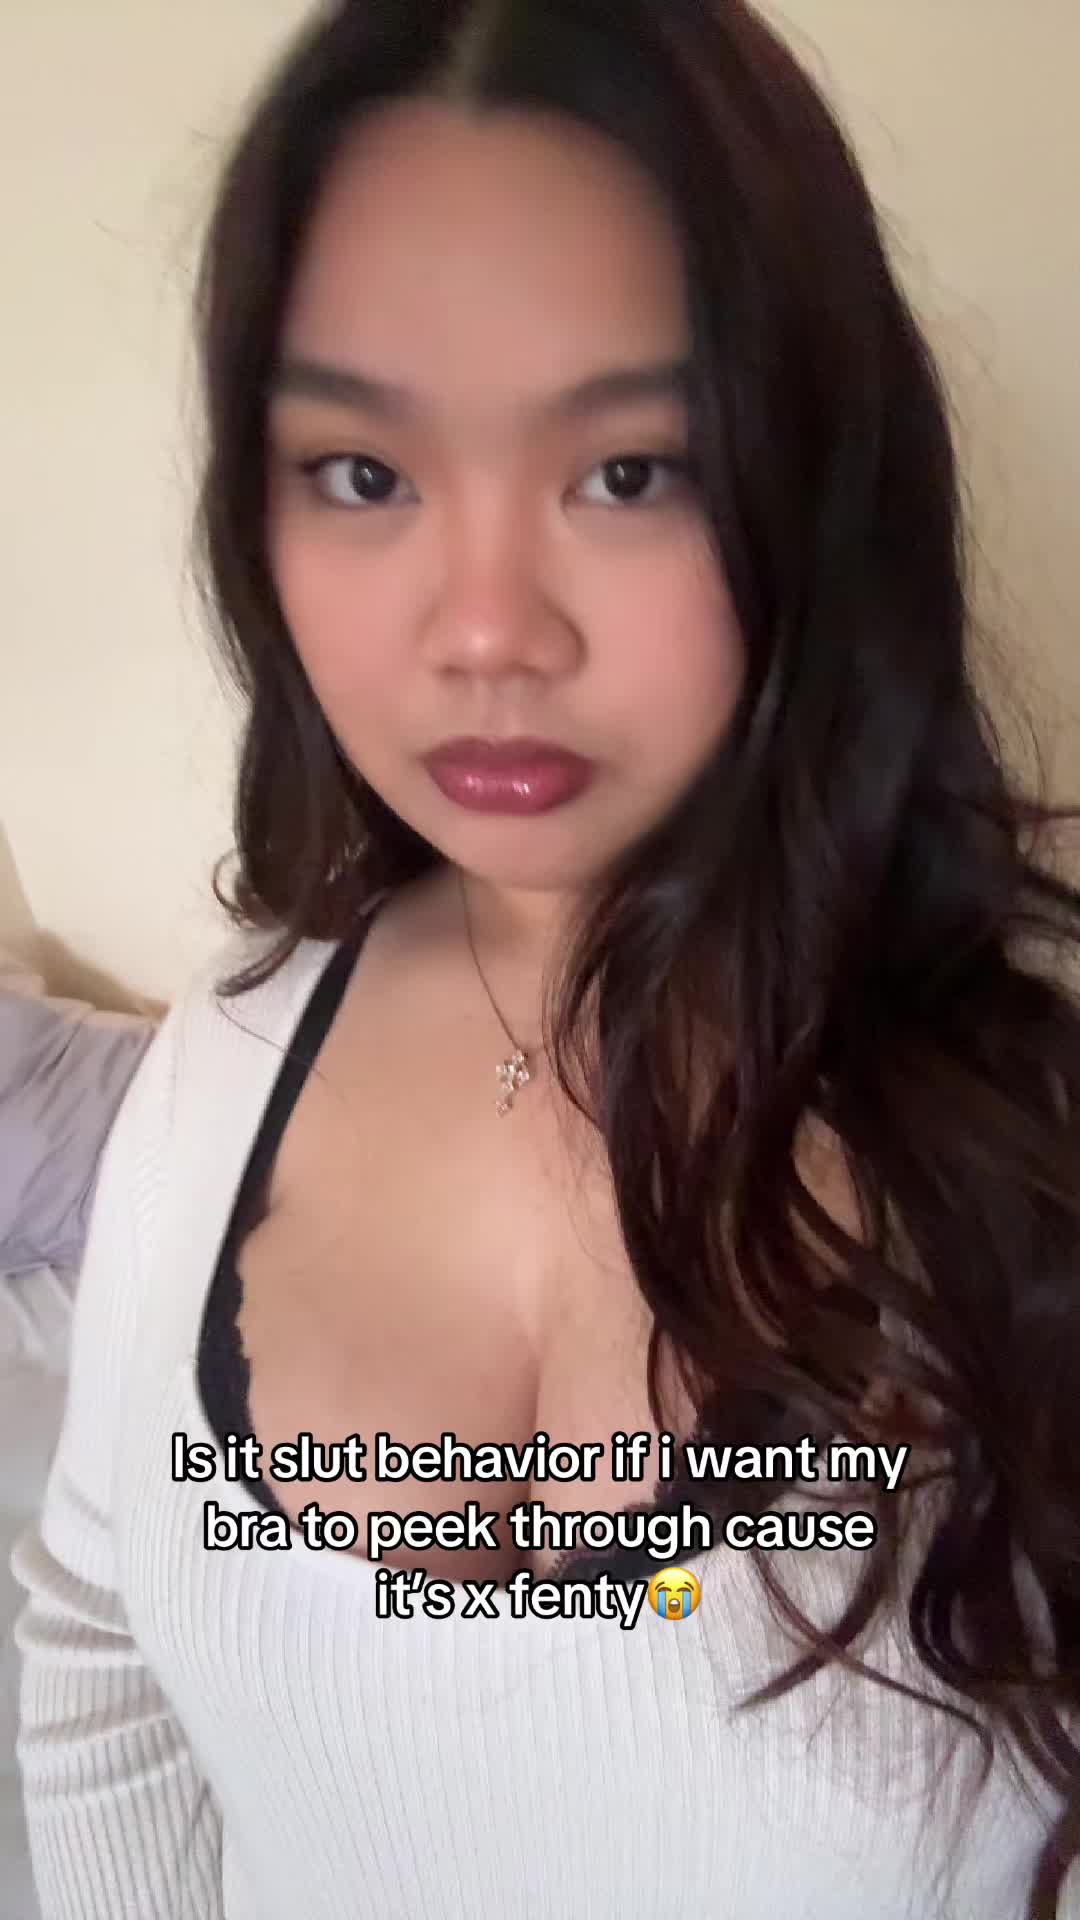 Is it slut behavior if i want my
bra to peek through cause
it's x fenty😭